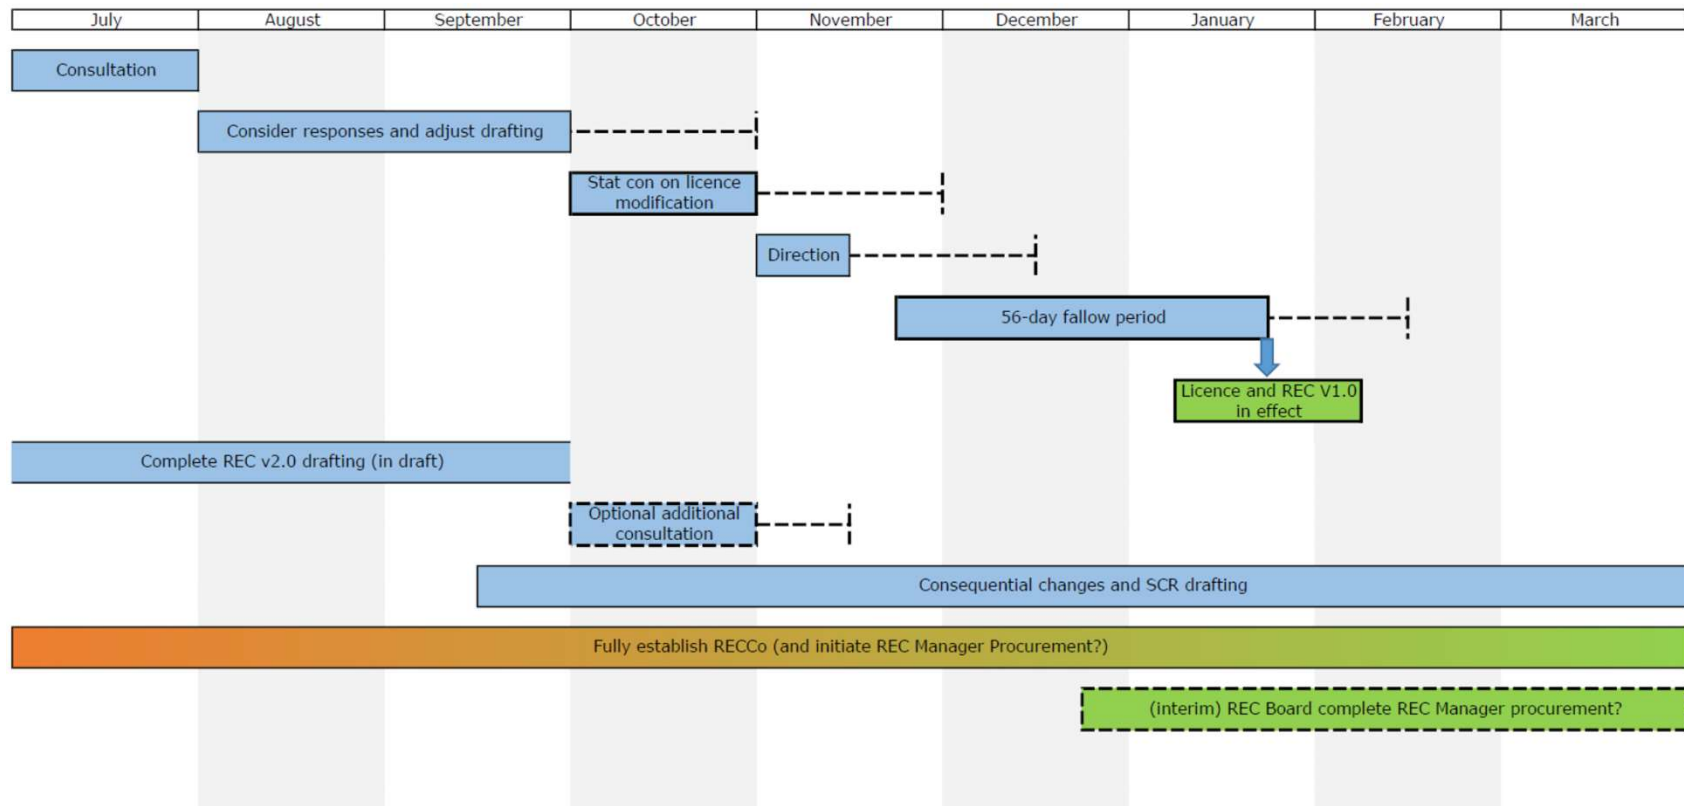 July August September October November December January February March
Consultation
Consider responses and adjust drafting
Stat con on licence
modification
Direction
56-day fallow period
Licence and REC V1.0
in effect
Complete REC v2.0 drafting (in draft)
Optional additional
consultation
Consequential changes and SCR drafting
Fully establish RECCo (and initiate REC Manager Procurement?)
(interim) REC Board complete REC Manager procurement?